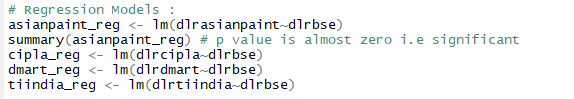 # Regression Models :
asianpaint_reg <- lm(dlrasianpaint~dlrbse)
summary(asianpaint_reg) # p value is almost zero i.e significant
cipla_reg <- lm(dlrcipla~dlrbse)
dmart_reg <- lm(dlrdmart~dlrbse)
tiindia_reg <- lm(dlrtiindia~dlrbse)